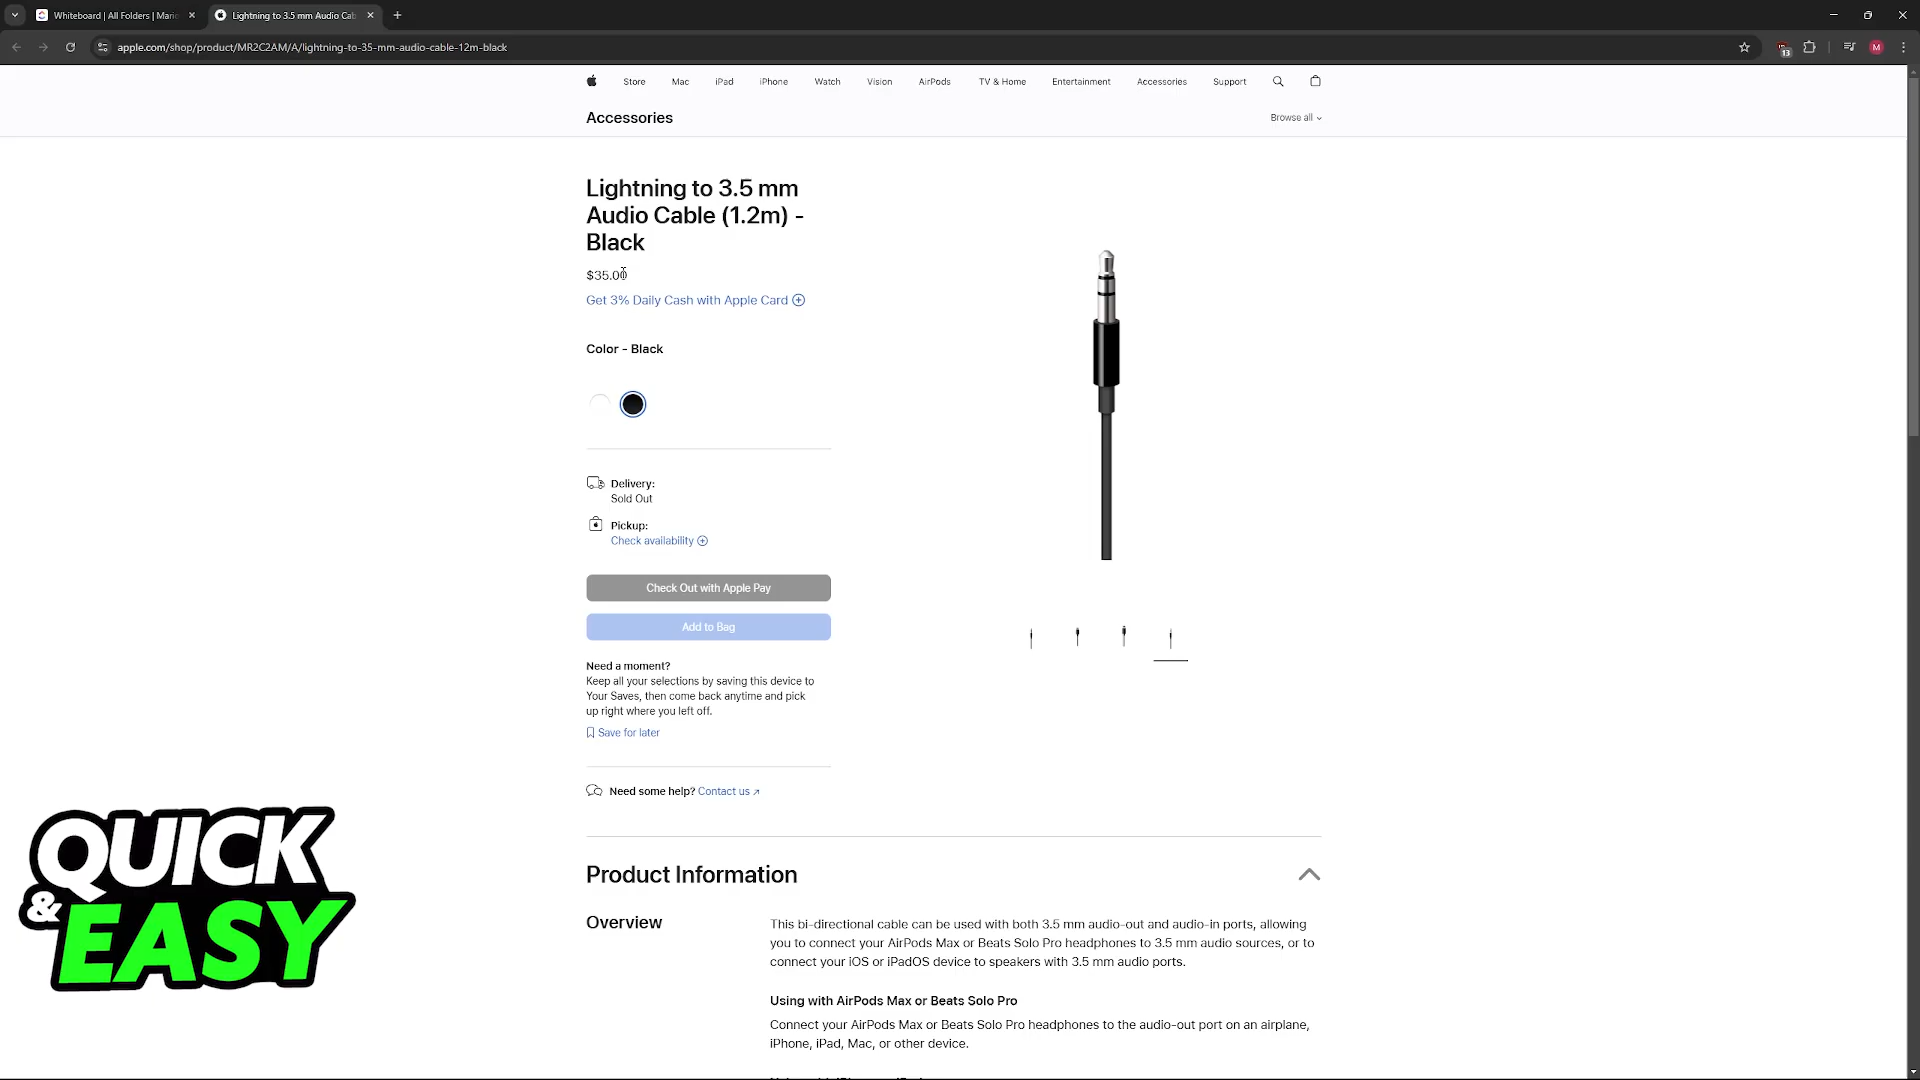 Whiteboard | All Folders | Mario
Lightning to 3.5 mm Audio Cab
apple.com/shop/product/MR2C2AM/A/lightning-to-35-mm-audio-cable-12m-black
13
M
Store Mac iPad iPhone Watch Vision AirPods TV & Home Entertainment Accessories Support
Accessories
Browse all
Lightning to 3.5 mm
Audio Cable (1.2m) -
Black
$35.00
Get 3% Daily Cash with Apple Card
Color - Black
Delivery:
Sold Out
Pickup:
Check availability
Check Out with Apple Pay
Add to Bag
Need a moment?
Keep all your selections by saving this device to
Your Saves, then come back anytime and pick
up right where you left off.
Save for later
Need some help? Contact us
Product Information
Overview
This bi-directional cable can be used with both 3.5 mm audio-out and audio-in ports, allowing
you to connect your AirPods Max or Beats Solo Pro headphones to 3.5 mm audio sources, or to
connect your iOS or iPadOS device to speakers with 3.5 mm audio ports.
Using with AirPods Max or Beats Solo Pro
Connect your AirPods Max or Beats Solo Pro headphones to the audio-out port on an airplane,
iPhone, iPad, Mac, or other device.
QUICK
& EASY